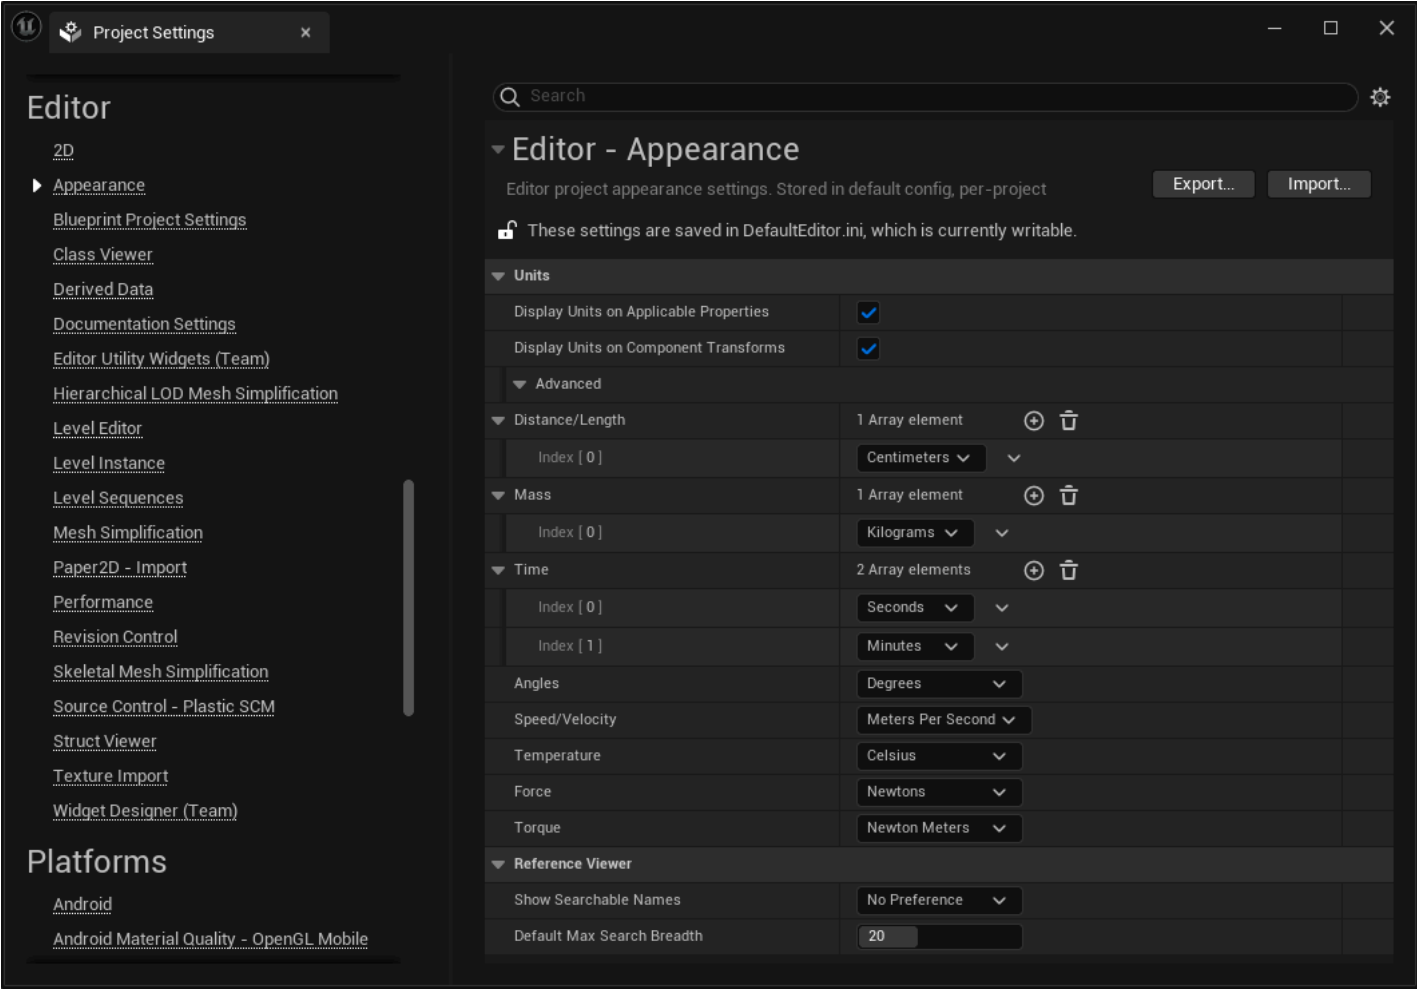 Project Settings
Editor
2D
Appearance
Blueprint Project Settings
Class Viewer
Derived Data
Documentation Settings
Editor Utility Widgets (Team)
Hierarchical LOD Mesh Simplification
Level Editor
Level Instance
Level Sequences
Mesh Simplification
Paper2D - Import
Performance
Revision Control
Skeletal Mesh Simplification
Source Control - Plastic SCM
Struct Viewer
Texture Import
Widget Designer (Team)
Platforms
Android
Android Material Quality - OpenGL Mobile
Search
Editor - Appearance
Editor project appearance settings. Stored in default config, per-project
Export...
Import...
These settings are saved in DefaultEditor.ini, which is currently writable.
Units
Display Units on Applicable Properties
Display Units on Component Transforms
Advanced
Distance/Length 1 Array element
Index [ 0 ] Centimeters
Mass 1 Array element
Index [ 0 ] Kilograms
Time 2 Array elements
Index [ 0 ] Seconds
Index [ 1 ] Minutes
Angles Degrees
Speed/Velocity Meters Per Second
Temperature Celsius
Force Newtons
Torque Newton Meters
Reference Viewer
Show Searchable Names No Preference
Default Max Search Breadth 20